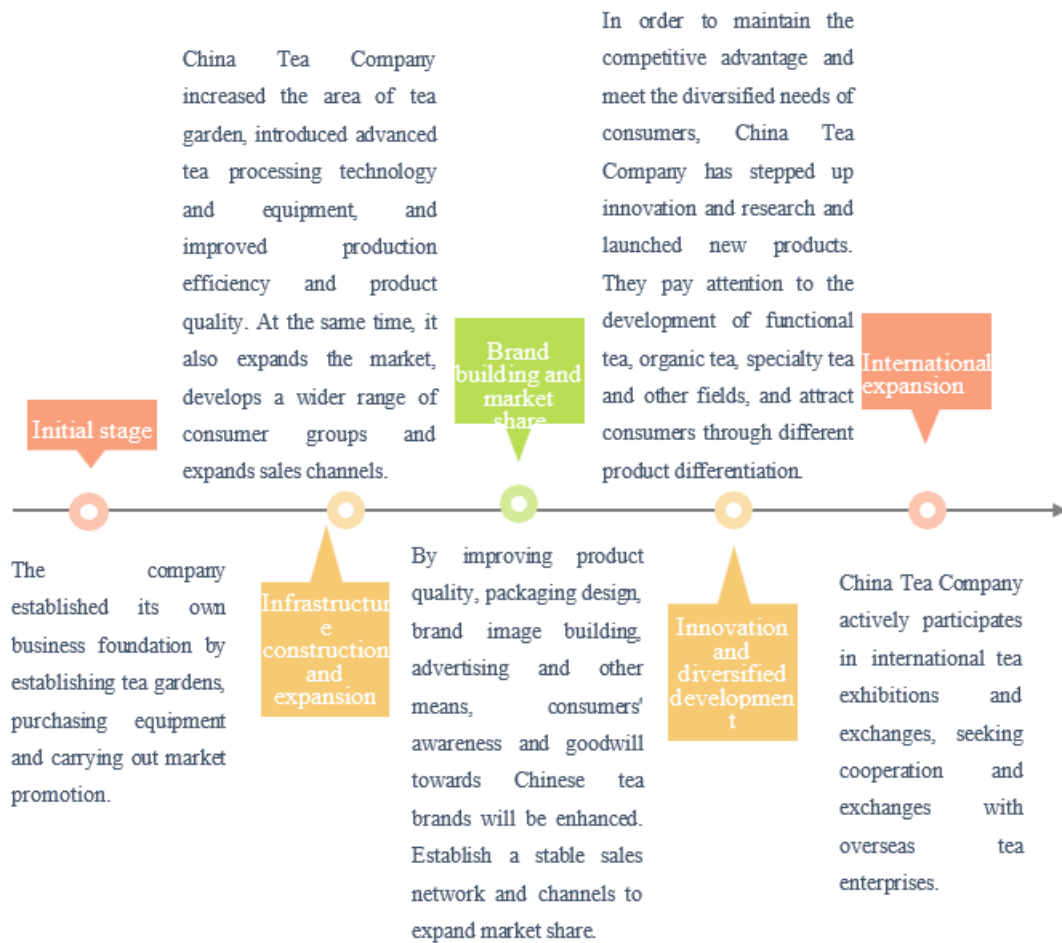 Initial stage
The company
established its own
business foundation by
establishing tea gardens,
purchasing equipment
and carrying out market
promotion.
China Tea Company
increased the area of tea
garden, introduced advanced
tea processing technology
and equipment, and
improved production
efficiency and product
quality. At the same time, it
also expands the market,
develops a wider range of
consumer groups and
expands sales channels.
Infrastructur
e
construction
and
expansion
Brand
building and
market
share
By improving product
quality, packaging design,
brand image building,
advertising and other
means, consumers'
awareness and goodwill
towards Chinese tea
brands will be enhanced.
Establish a stable sales
network and channels to
expand market share.
In order to maintain the
competitive advantage and
meet the diversified needs of
consumers, China Tea
Company has stepped up
innovation and research and
launched new products.
They pay attention to the
development of functional
tea, organic tea, specialty tea
and other fields, and attract
consumers through different
product differentiation.
Innovation
and
diversified
developmen
t
International
expansion
China Tea Company
actively participates
in international tea
exhibitions and
exchanges, seeking
cooperation and
exchanges with
overseas tea
enterprises.